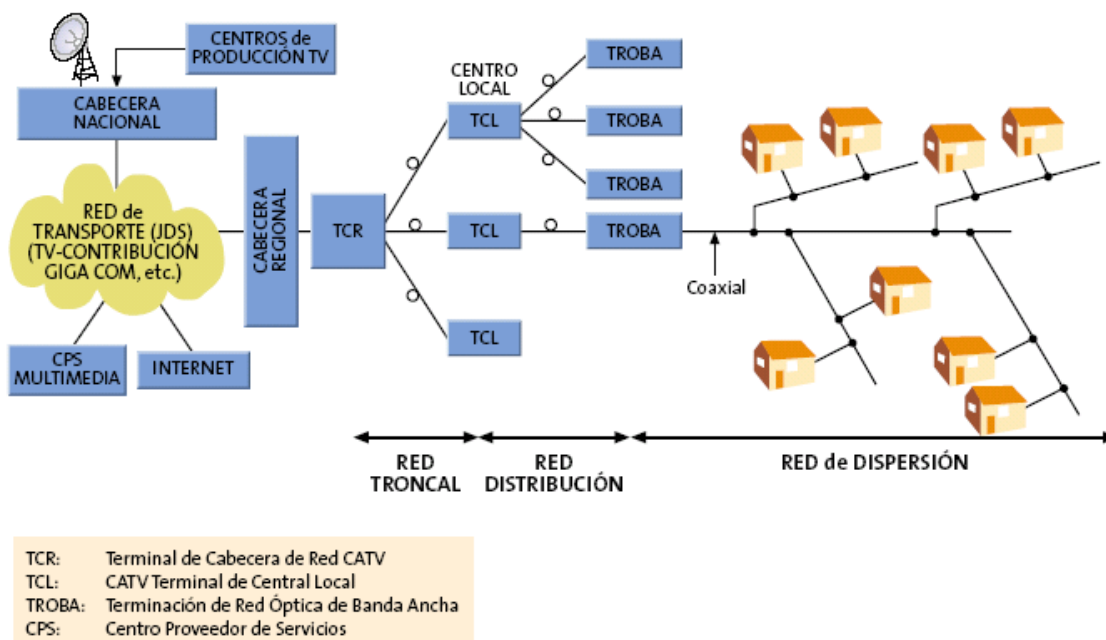 CENTROS de
PRODUCCIÓN TV
CABECERA
NACIONAL
RED de
TRANSPORTE (JDS)
(TV-CONTRIBUCIÓN
GIGA COM, etc.)
CPS
MULTIMEDIA
INTERNET
CABECERA
REGIONAL
TCR
CENTRO
LOCAL
TCL
TCL
TCL
TROBA
TROBA
TROBA
TROBA
Coaxial
RED
TRONCAL
RED
DISTRIBUCIÓN
RED de DISPERSIÓN
TCR: Terminal de Cabecera de Red CATV
TCL: CATV Terminal de Central Local
TROBA: Terminación de Red Óptica de Banda Ancha
CPS: Centro Proveedor de Servicios